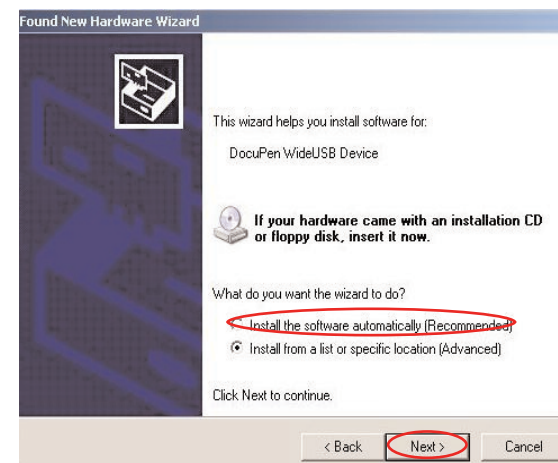 Found New Hardware Wizard
This wizard helps you install software for:
DocuPen WideUSB Device
If your hardware came with an installation CD
or floppy disk, insert it now.
What do you want the wizard to do?
Install the software automatically (Recommended)
Install from a list or specific location (Advanced)
Click Next to continue.
< Back Next > Cancel